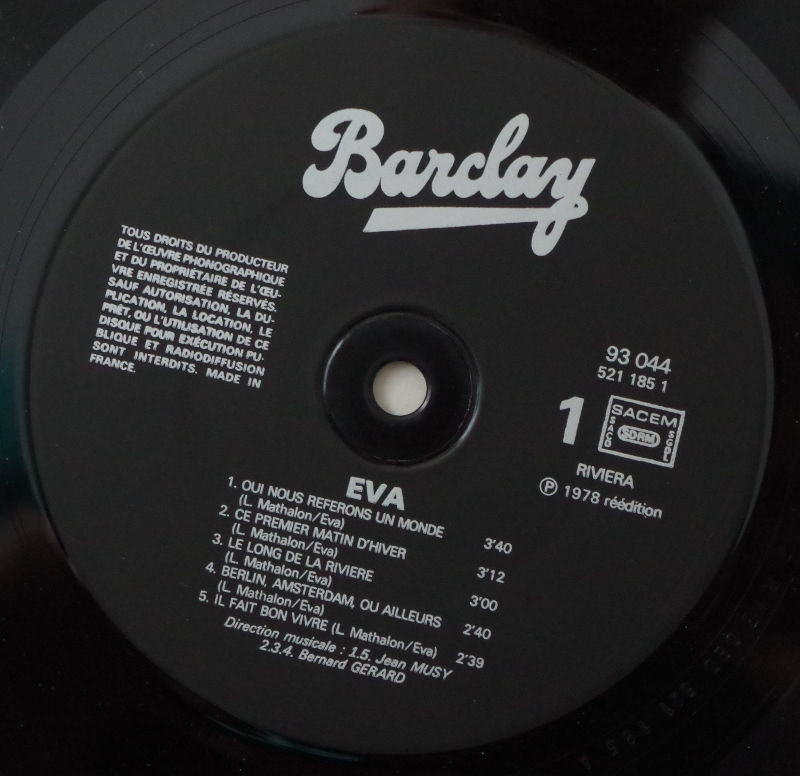 Barclay
TOUS DROITS DU PRODUCTEUR
DE L'ŒUVRE PHONOGRAPHIQUE
ET DU PROPRIÉTAIRE DE L'ŒU-
VRE ENREGISTRÉE RÉSERVÉS.
SAUF AUTORISATION, LA DU-
PLICATION, LA LOCATION, LE
PRÊT, OU L'UTILISATION DE CE
DISQUE POUR EXÉCUTION PU-
BLIQUE ET RADIODIFFUSION
SONT INTERDITS. MADE IN
FRANCE.
93 044
521 185 1
1
SACEM
SACD
SDRM
SGDL
RIVIERA
Ⓟ 1978 réédition
EVA
1. OUI NOUS REFERONS UN MONDE 3'40
(L. Mathalon/Eva)
2. CE PREMIER MATIN D'HIVER 3'12
(L. Mathalon/Eva)
3. LE LONG DE LA RIVIERE 3'00
(L. Mathalon/Eva)
4. BERLIN, AMSTERDAM, OU AILLEURS 2'40
(L. Mathalon/Eva)
5. IL FAIT BON VIVRE (L. Mathalon/Eva) 2'39
Direction musicale : 1.5. Jean MUSY
2.3.4. Bernard GERARD